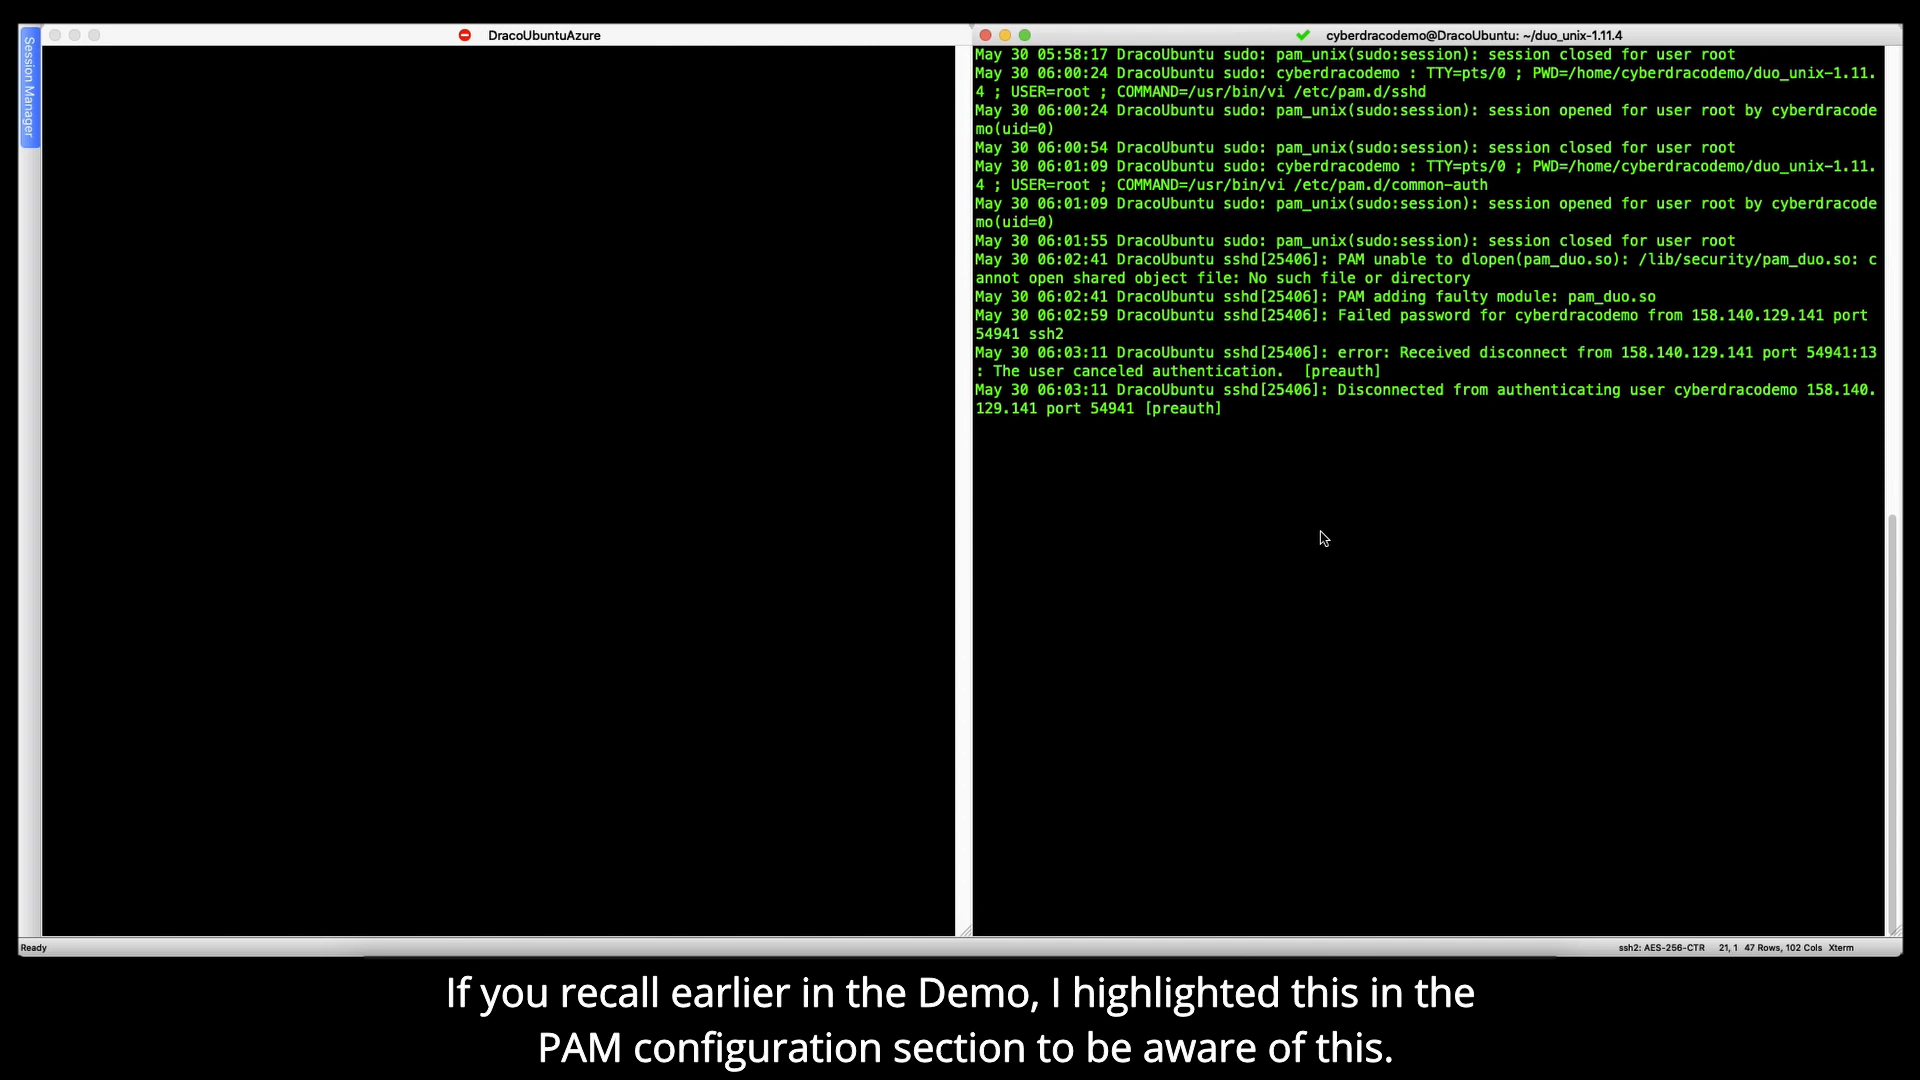 DracoUbuntuAzure
cyberdracodemo@DracoUbuntu: ~/duo_unix-1.11.4
Session Manager
May 30 05:58:17 DracoUbuntu sudo: pam_unix(sudo:session): session closed for user root
May 30 06:00:24 DracoUbuntu sudo: cyberdracodemo : TTY=pts/0 ; PWD=/home/cyberdracodemo/duo_unix-1.11.
4 ; USER=root ; COMMAND=/usr/bin/vi /etc/pam.d/sshd
May 30 06:00:24 DracoUbuntu sudo: pam_unix(sudo:session): session opened for user root by cyberdracode
mo(uid=0)
May 30 06:00:54 DracoUbuntu sudo: pam_unix(sudo:session): session closed for user root
May 30 06:01:09 DracoUbuntu sudo: cyberdracodemo : TTY=pts/0 ; PWD=/home/cyberdracodemo/duo_unix-1.11.
4 ; USER=root ; COMMAND=/usr/bin/vi /etc/pam.d/common-auth
May 30 06:01:09 DracoUbuntu sudo: pam_unix(sudo:session): session opened for user root by cyberdracode
mo(uid=0)
May 30 06:01:55 DracoUbuntu sudo: pam_unix(sudo:session): session closed for user root
May 30 06:02:41 DracoUbuntu sshd[25406]: PAM unable to dlopen(pam_duo.so): /lib/security/pam_duo.so: c
annot open shared object file: No such file or directory
May 30 06:02:41 DracoUbuntu sshd[25406]: PAM adding faulty module: pam_duo.so
May 30 06:02:59 DracoUbuntu sshd[25406]: Failed password for cyberdracodemo from 158.140.129.141 port
54941 ssh2
May 30 06:03:11 DracoUbuntu sshd[25406]: error: Received disconnect from 158.140.129.141 port 54941:13
: The user canceled authentication.  [preauth]
May 30 06:03:11 DracoUbuntu sshd[25406]: Disconnected from authenticating user cyberdracodemo 158.140.
129.141 port 54941 [preauth]
Ready
ssh2: AES-256-CTR 21, 1 47 Rows, 102 Cols Xterm
If you recall earlier in the Demo, I highlighted this in the
PAM configuration section to be aware of this.